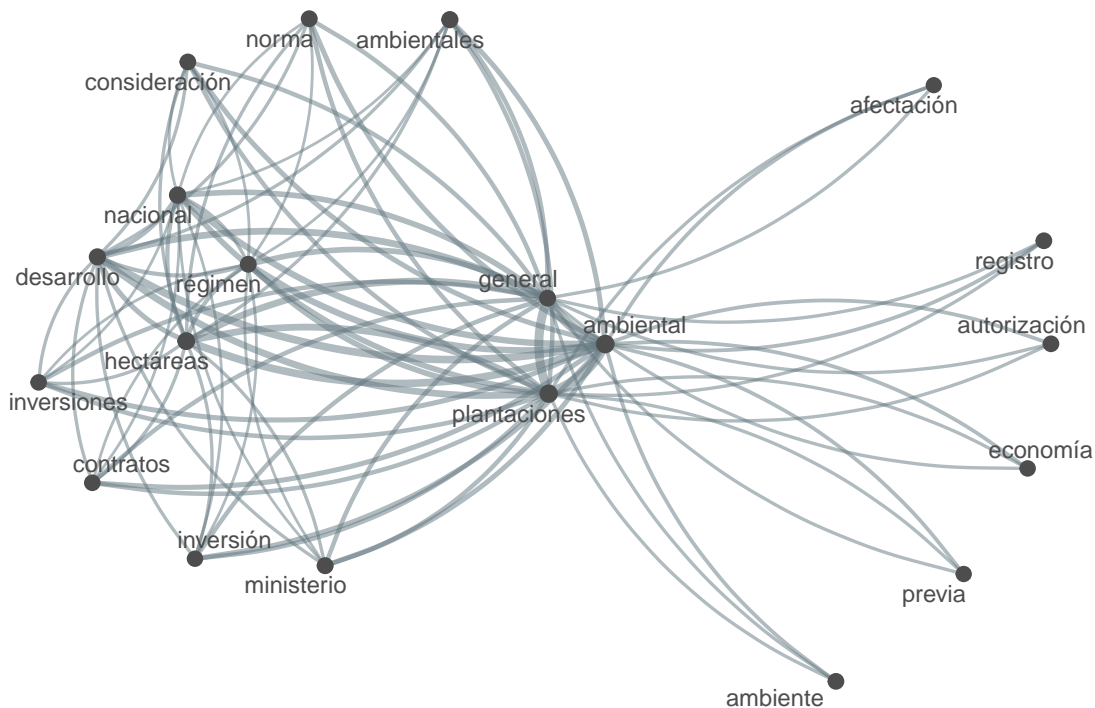 norma
ambientales
consideración
afectación
nacional
registro
desarrollo
régimen
general
autorización
ambiental
hectáreas
inversiones
plantaciones
economía
contratos
inversión
ministerio
previa
ambiente